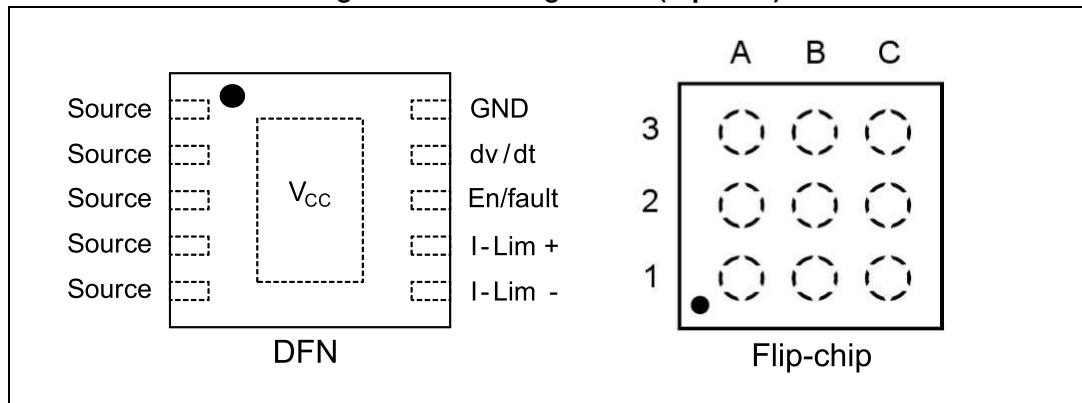 Source
Source
Source
Source
Source
V_CC
GND
dv/dt
En/fault
I-Lim +
I-Lim -
DFN
A B C
3
2
1
Flip-chip